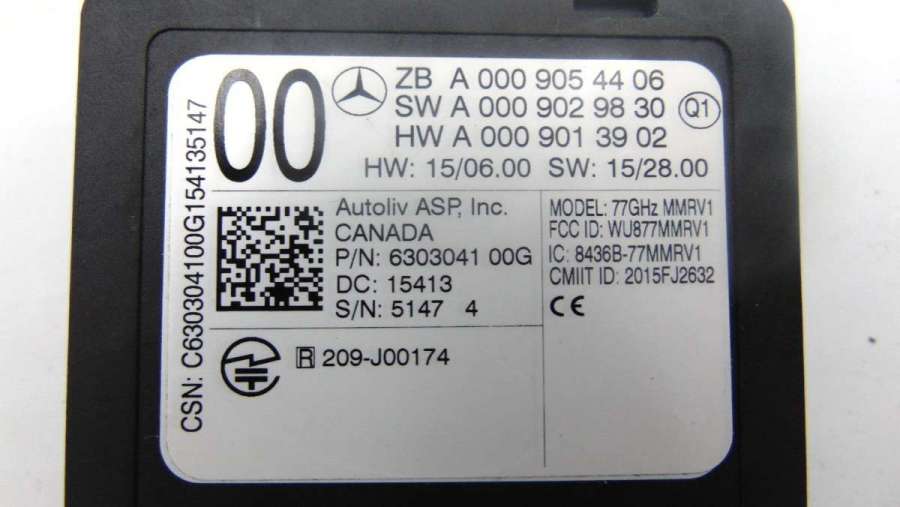 CSN: C6303304100G154135147
00
ZB A 000 905 44 06
SW A 000 902 98 30
HW A 000 901 39 02
Q1
HW: 15/06.00 SW: 15/28.00
Autoliv ASP, Inc.
CANADA
P/N: 6303041 00G
DC: 15413
S/N: 5147 4
MODEL: 77GHz MMRV1
FCC ID: WU877MMRV1
IC: 8436B-77MMRV1
CMIIT ID: 2015FJ2632
CE
R 209-J00174